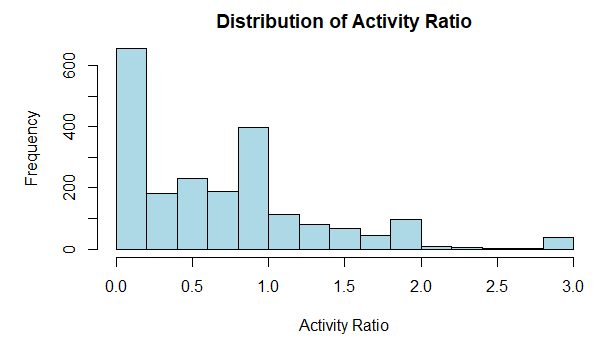 Distribution of Activity Ratio
Frequency
600
400
200
0
0.0 0.5 1.0 1.5 2.0 2.5 3.0
Activity Ratio